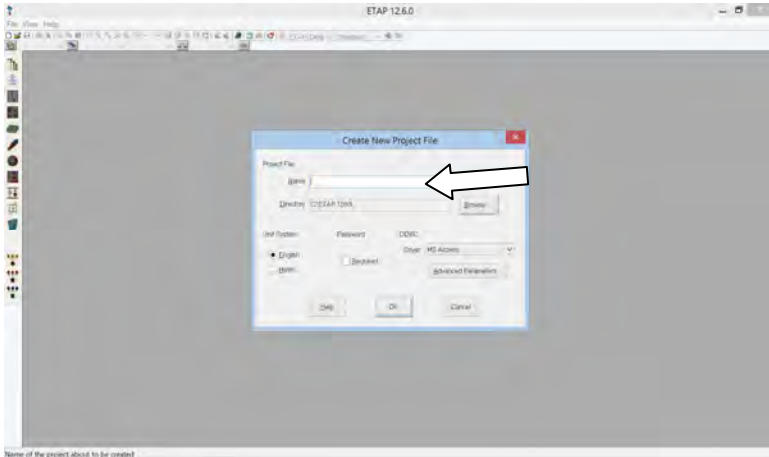 ETAP 12.6.0
File View Help
Create New Project File
Project File
Name
Directory
Browse...
Unit System
Password
ODBC
English
Required
Driver MS Access
Metric
Advanced Parameters
Help
OK
Cancel
Name of the project about to be created